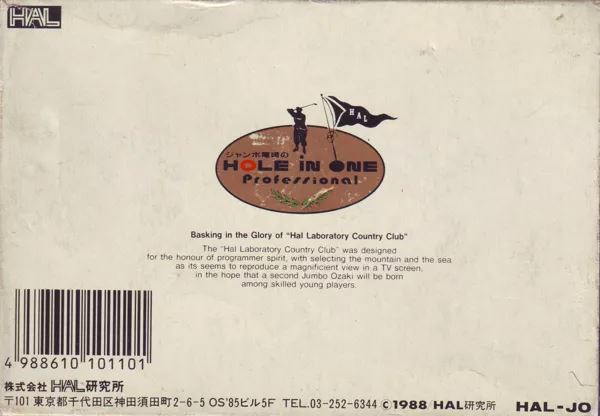 HAL
HAL
ジャンボ尾崎の
HOLE IN ONE
Professional
Basking in the Glory of "Hal Laboratory Country Club"
The "Hal Laboratory Country Club" was designed
for the honour of programmer spirit, with selecting the mountain and the sea
as its seems to reproduce a magnificient view in a TV screen,
in the hope that a second Jumbo Ozaki will be born
among skilled young players.
4 988610 101101
株式会社 HAL研究所
〒101 東京都千代田区神田須田町2-6-5 OS'85ビル5F TEL.03-252-6344 ©1988/HAL研究所 HAL-JO